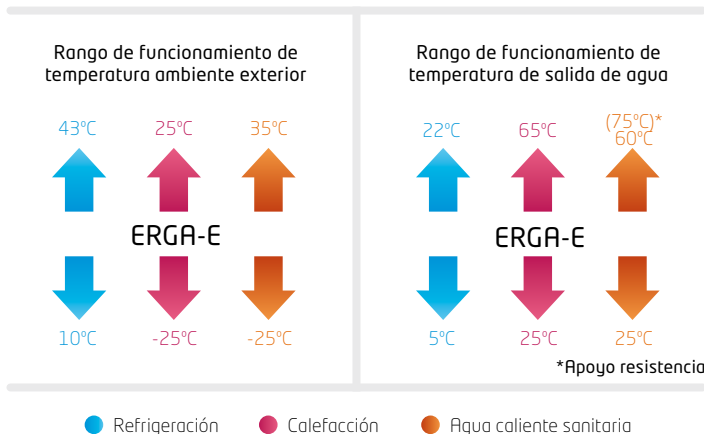 Rango de funcionamiento de
temperatura ambiente exterior
43ºC 25ºC 35ºC
ERGA-E
10ºC -25ºC -25ºC
Rango de funcionamiento de
temperatura de salida de agua
22ºC 65ºC (75ºC)*
60ºC
ERGA-E
5ºC 25ºC 25ºC
*Apoyo resistencia
Refrigeración Calefacción Agua caliente sanitaria